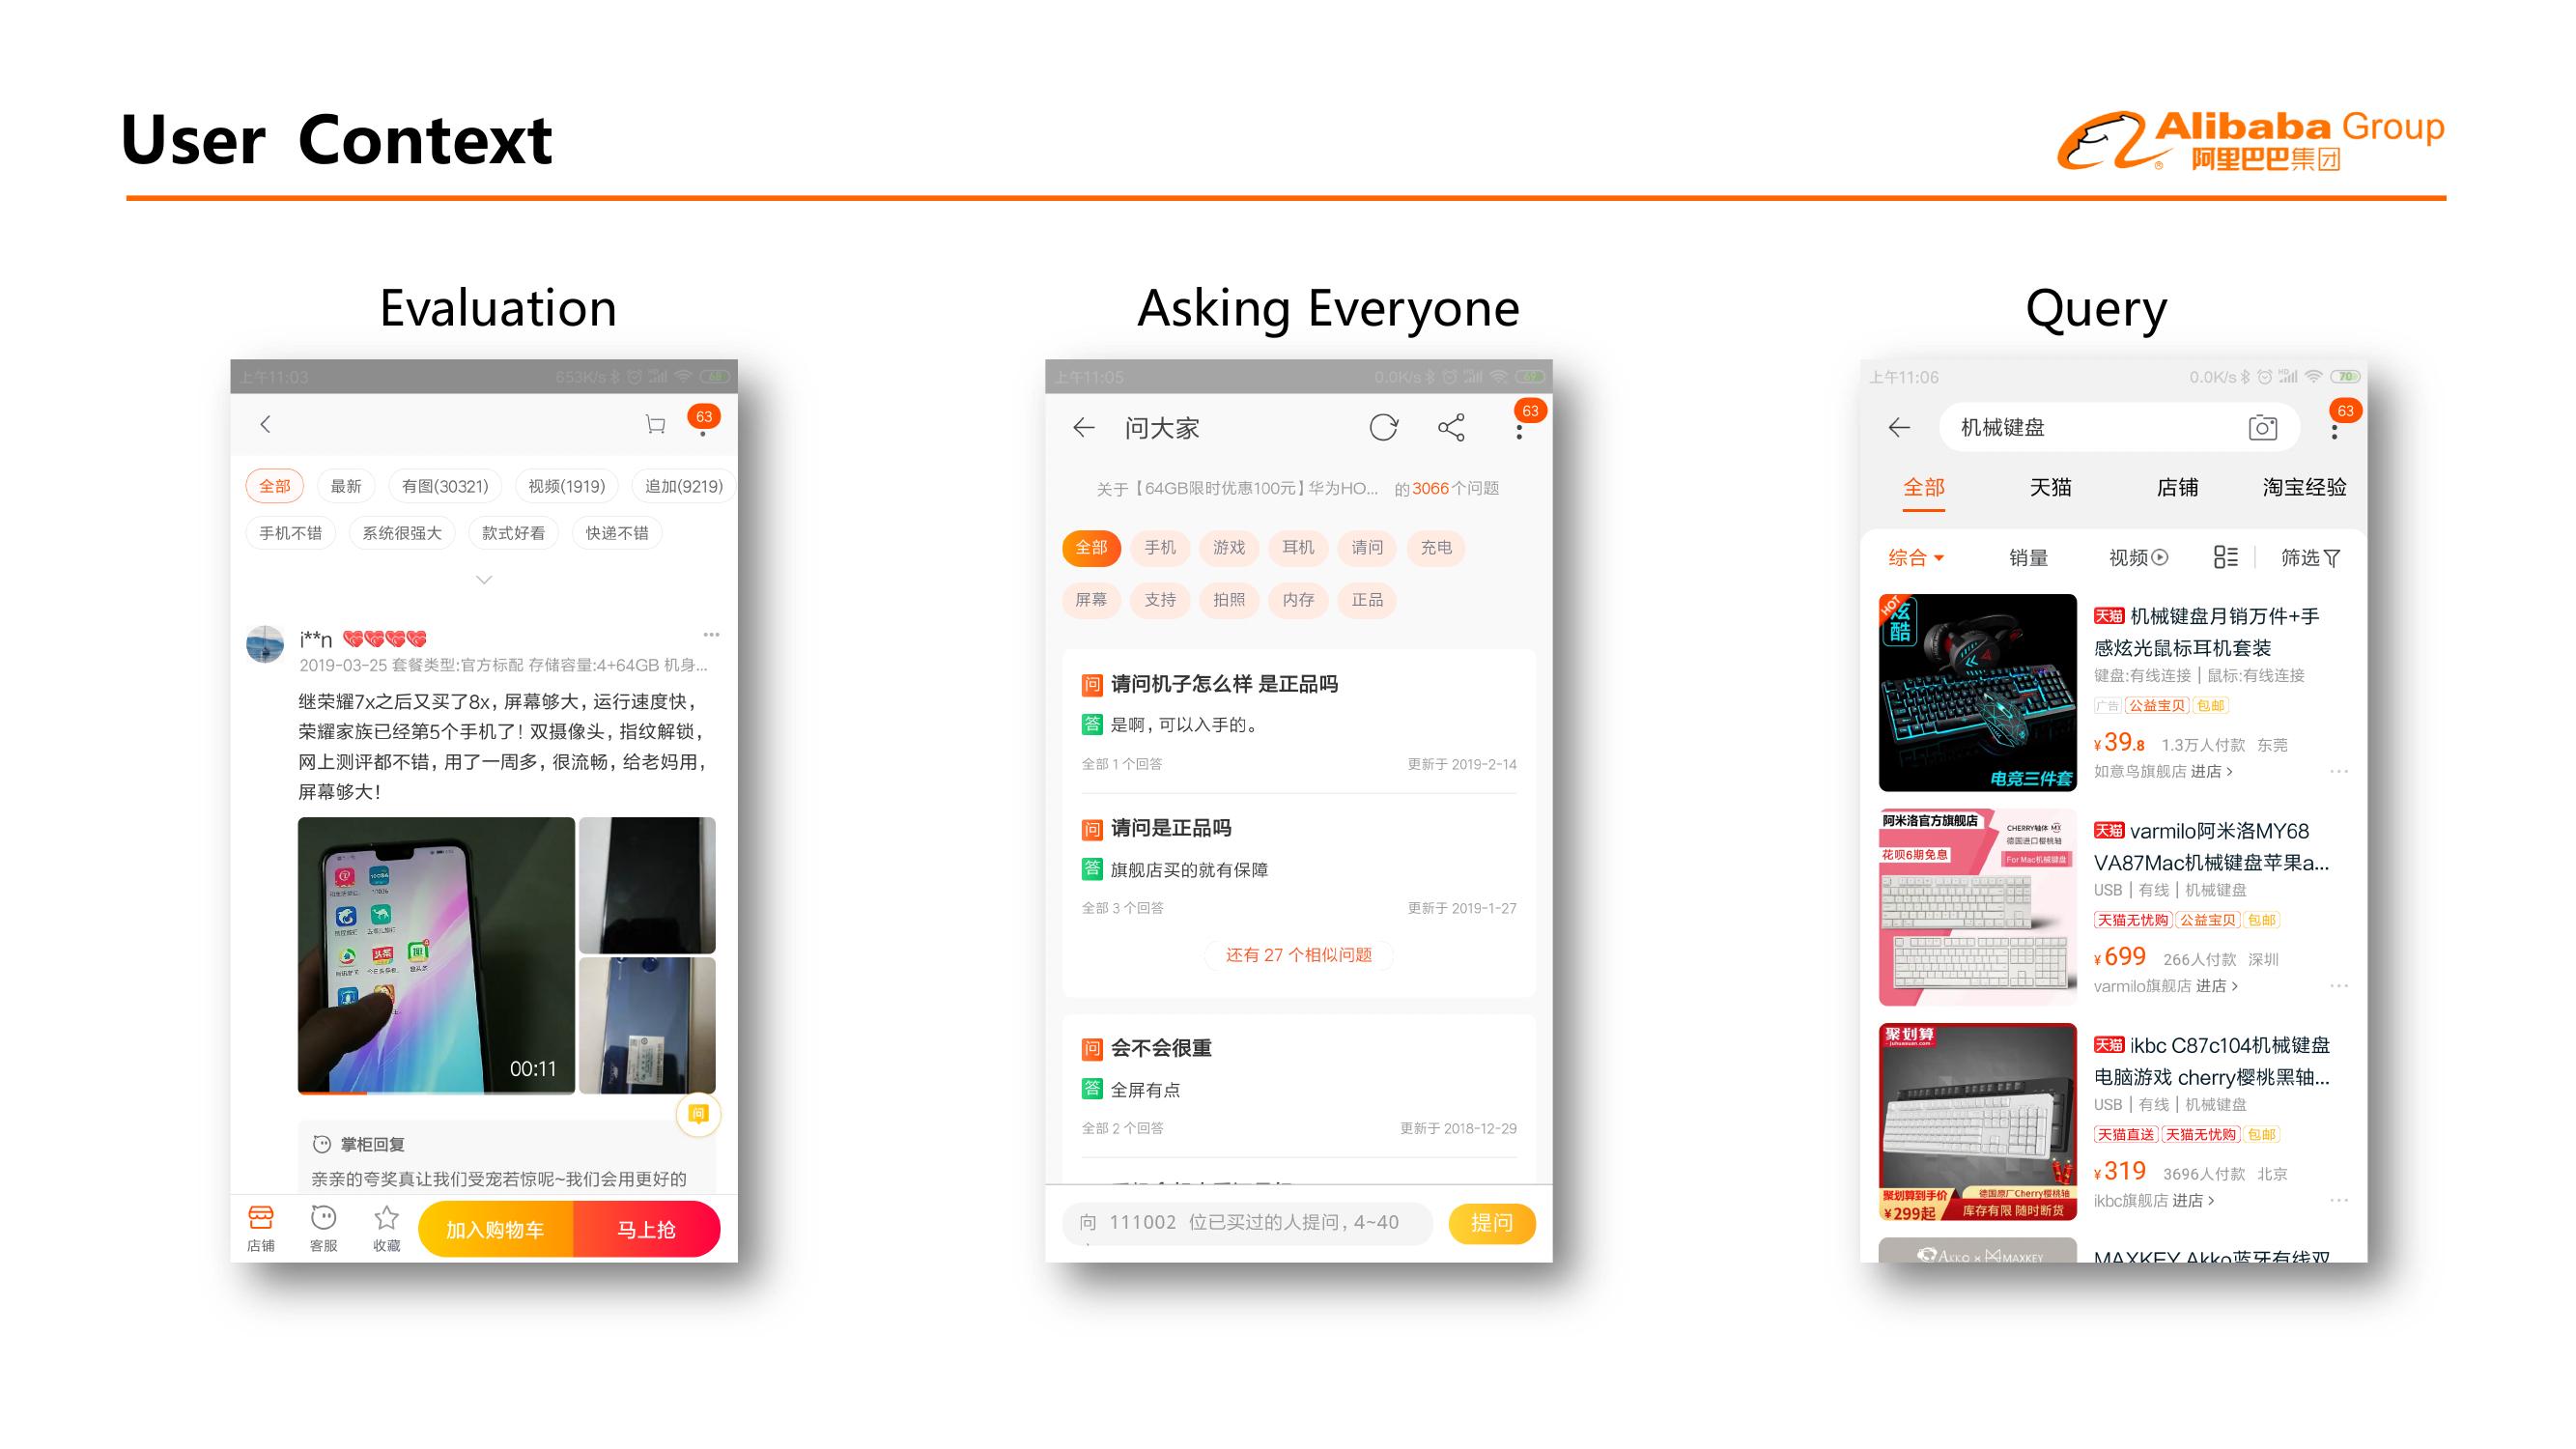 User Context
Alibaba Group
阿里巴巴集团
Evaluation
上午11:03
653K/s
68
63
全部
最新
有图(30321)
视频(1919)
追加(9219)
手机不错
系统很强大
款式好看
快递不错
i**n
2019-03-25 套餐类型:官方标配 存储容量:4+64GB 机身...
继荣耀7x之后又买了8x, 屏幕够大, 运行速度快,
荣耀家族已经第5个手机了! 双摄像头, 指纹解锁,
网上测评都不错, 用了一周多, 很流畅, 给老妈用,
屏幕够大!
00:11
问
掌柜回复
亲亲的夸奖真让我们受宠若惊呢~我们会用更好的
店铺
客服
收藏
加入购物车
马上抢
Asking Everyone
上午11:05
0.0K/s
69
问大家
63
关于【64GB限时优惠100元】华为HO... 的3066个问题
全部
手机
游戏
耳机
请问
充电
屏幕
支持
拍照
内存
正品
问 请问机子怎么样 是正品吗
答 是啊, 可以入手的。
全部 1 个回答
更新于 2019-2-14
问 请问是正品吗
答 旗舰店买的就有保障
全部 3 个回答
更新于 2019-1-27
还有 27 个相似问题
问 会不会很重
答 全屏有点
全部 2 个回答
更新于 2018-12-29
向 111002 位已买过的人提问, 4~40
提问
Query
上午11:06
0.0K/s
70
机械键盘
63
全部
天猫
店铺
淘宝经验
综合
销量
视频
筛选
HOT
炫酷
电竞三件套
天猫 机械键盘月销万件+手
感炫光鼠标耳机套装
键盘:有线连接 | 鼠标:有线连接
广告 公益宝贝 包邮
¥39.8 1.3万人付款 东莞
如意鸟旗舰店 进店 >
阿米洛官方旗舰店
CHERRY轴体 MX
德国进口樱桃轴
For Mac机械键盘
花呗6期免息
天猫 varmilo阿米洛MY68
VA87Mac机械键盘苹果a...
USB | 有线 | 机械键盘
天猫无忧购 公益宝贝 包邮
¥699 266人付款 深圳
varmilo旗舰店 进店 >
聚划算
聚划算到手价
¥299起
德国原厂Cherry樱桃轴
库存有限 随时断货
天猫 ikbc C87c104机械键盘
电脑游戏 cherry樱桃黑轴...
USB | 有线 | 机械键盘
天猫直送 天猫无忧购 包邮
¥319 3696人付款 北京
ikbc旗舰店 进店 >
AKKO × MAXKEY
MAXKEY Akko蓝牙有线双